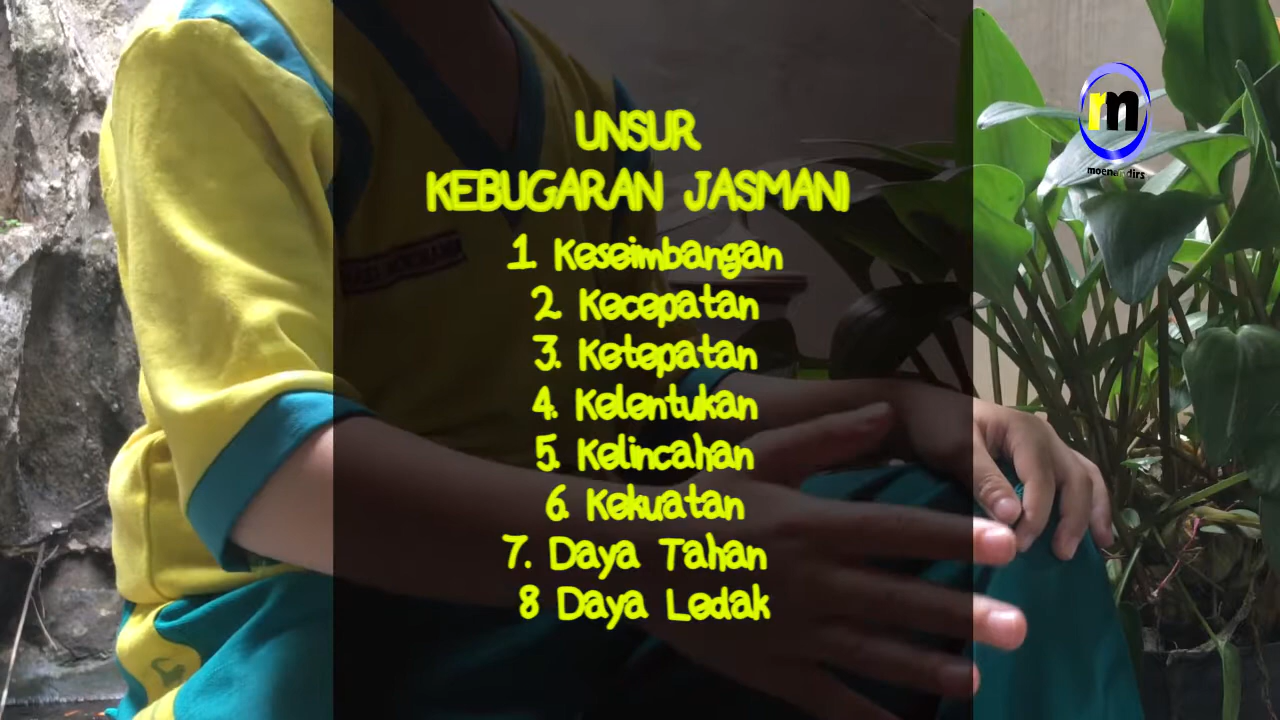 UNSUR
KEBUGARAN JASMANI
1. Keseimbangan
2. Kecepatan
3. Ketepatan
4. Kelentukan
5. Kelincahan
6. Kekuatan
7. Daya Tahan
8 Daya Ledak
m